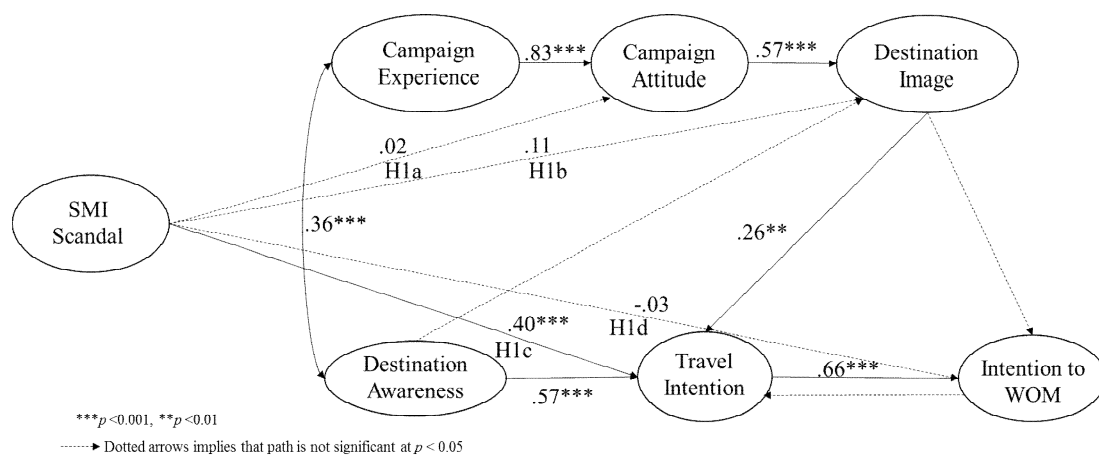 Campaign
Experience
.83***
Campaign
Attitude
.57***
Destination
Image
.02
H1a
.11
H1b
SMI
Scandal
.36***
.26**
-.03
H1d
.40***
H1c
Destination
Awareness
.57***
Travel
Intention
.66***
Intention to
WOM
***p<0.001, **p<0.01
Dotted arrows implies that path is not significant at p < 0.05